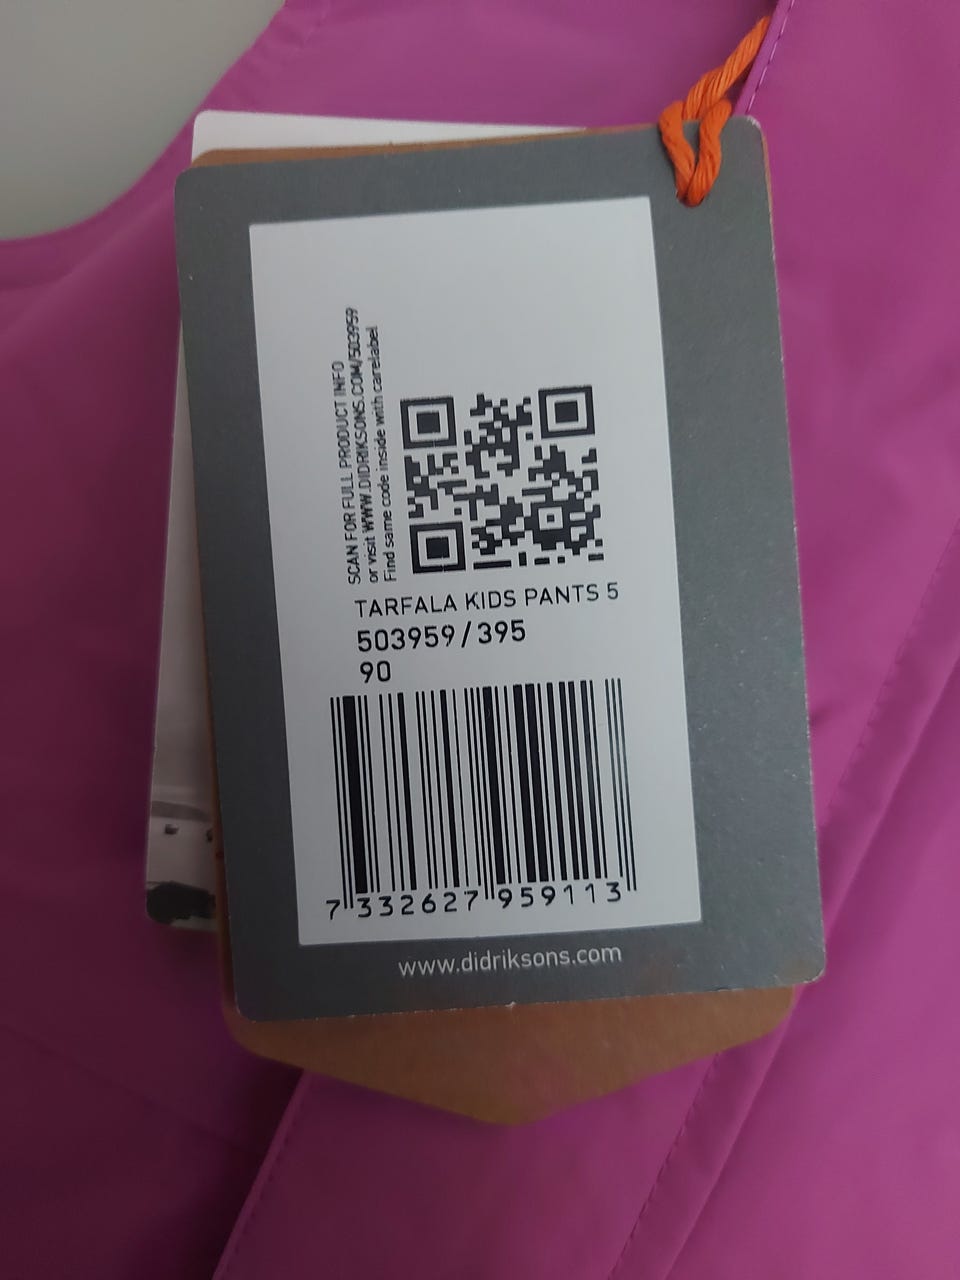 SCAN FOR FULL PRODUCT INFO
or visit WWW.DIDRIKSONS.COM/503959
Find same code inside with carelabel
TARFALA KIDS PANTS 5
503959/395
90
7 332627 959113
www.didriksons.com